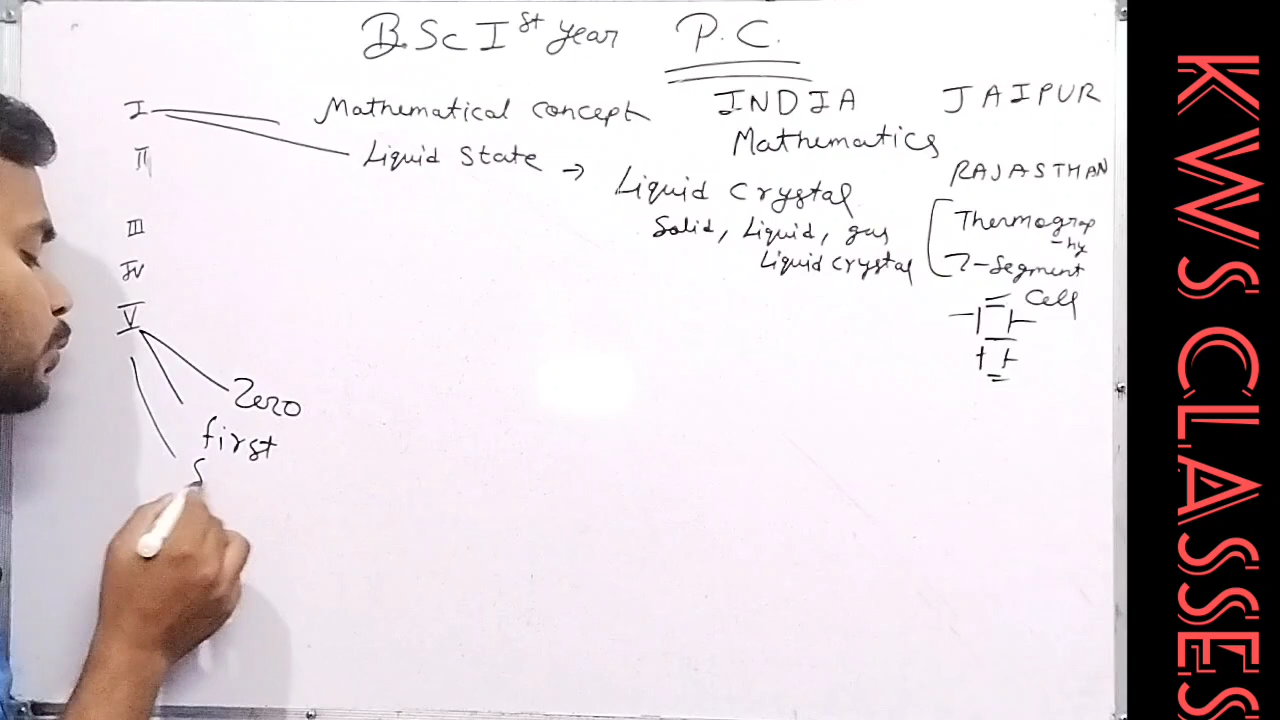 B.Sc Ist year P.C.
I Mathematical concept INDIA JAIPUR
Mathematics
II Liquid State → RAJASTHAN
Liquid Crystal
III Solid, Liquid, gas Thermograp
-hy
IV Liquid crystal 7-Segment
Cell
V
Zero
first
S
KWS CLASSES